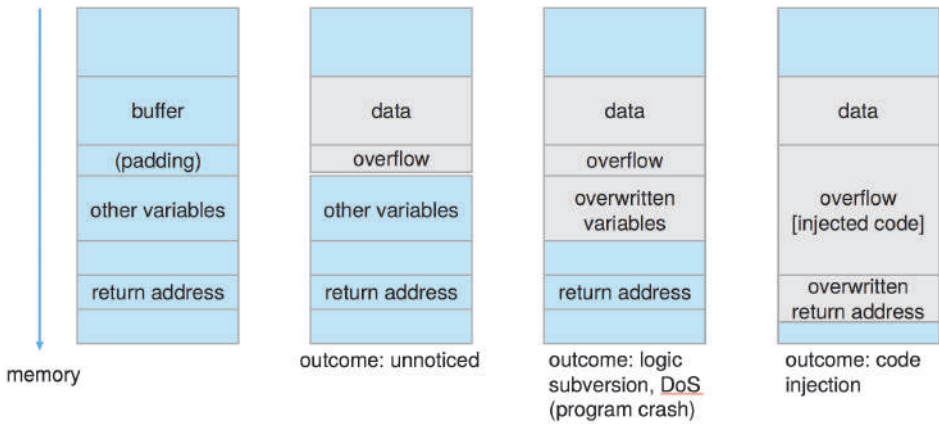 buffer
(padding)
other variables
return address
memory
data
overflow
other variables
return address
outcome: unnoticed
data
overflow
overwritten
variables
return address
outcome: logic
subversion, DoS
(program crash)
data
overflow
[injected code]
overwritten
return address
outcome: code
injection